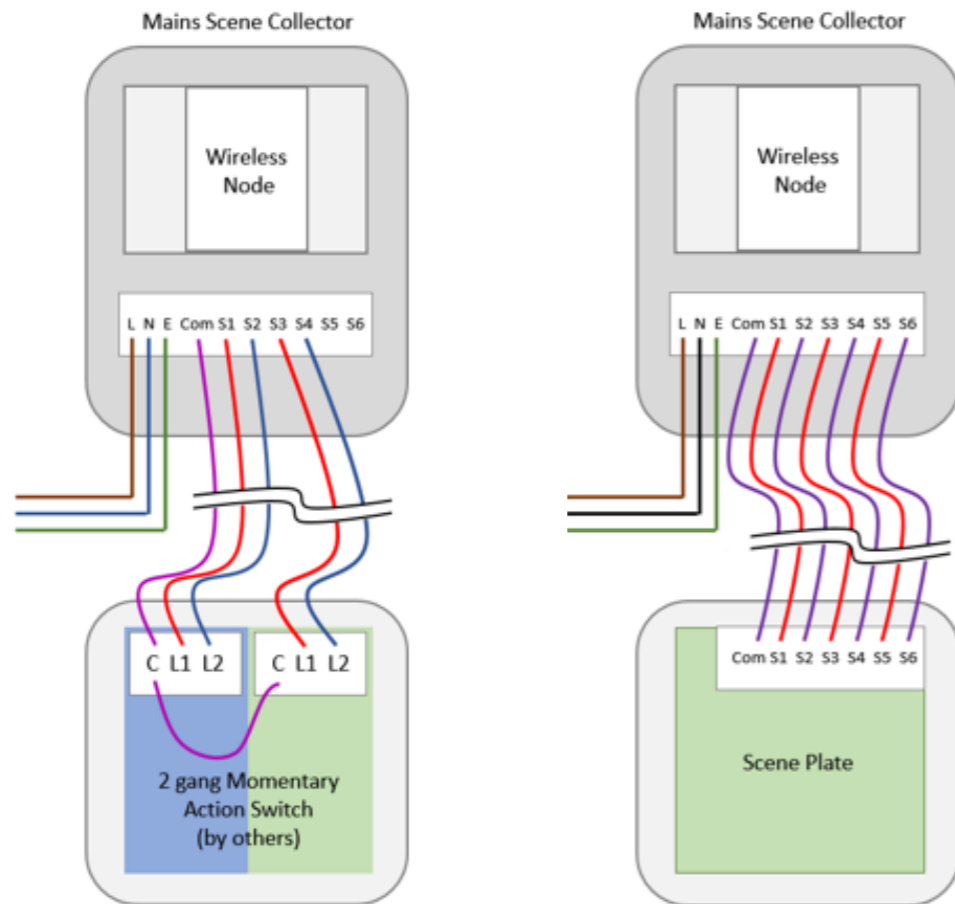 Mains Scene Collector
Wireless
Node
L N E Com S1 S2 S3 S4 S5 S6
C L1 L2 C L1 L2
2 gang Momentary
Action Switch
(by others)
Mains Scene Collector
Wireless
Node
L N E Com S1 S2 S3 S4 S5 S6
Com S1 S2 S3 S4 S5 S6
Scene Plate